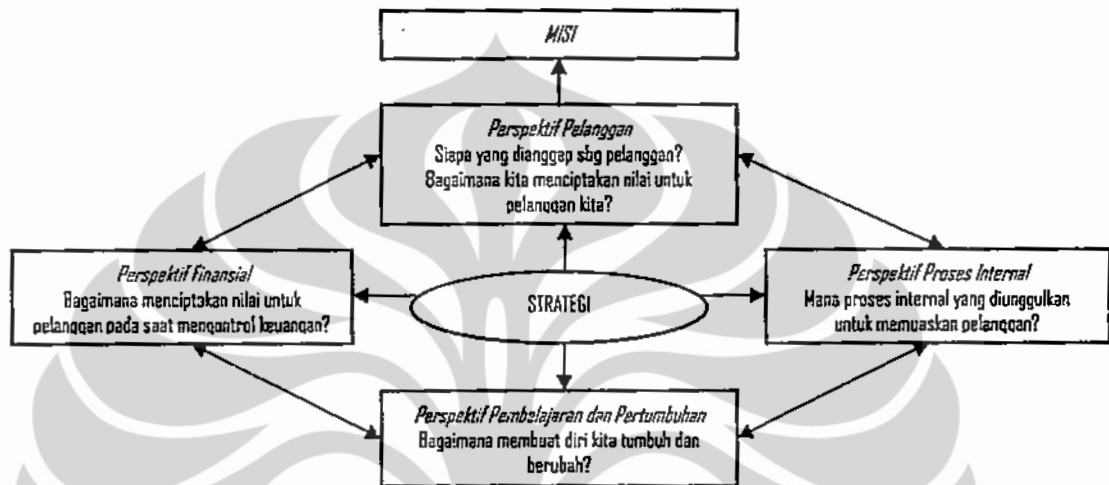 MISI
Perspektif Pelanggan
Siapa yang dianggap sbg pelanggan?
Bagaimana kita menciptakan nilai untuk
pelanggan kita?
Perspektif Finansial
Bagaimana menciptakan nilai untuk
pelanggan pada saat mengontrol keuangan?
STRATEGI
Perspektif Proses Internal
Mana proses internal yang diunggulkan
untuk memuaskan pelanggan?
Perspektif Pembelajaran dan Pertumbuhan
Bagaimana membuat diri kita tumbuh dan
berubah?